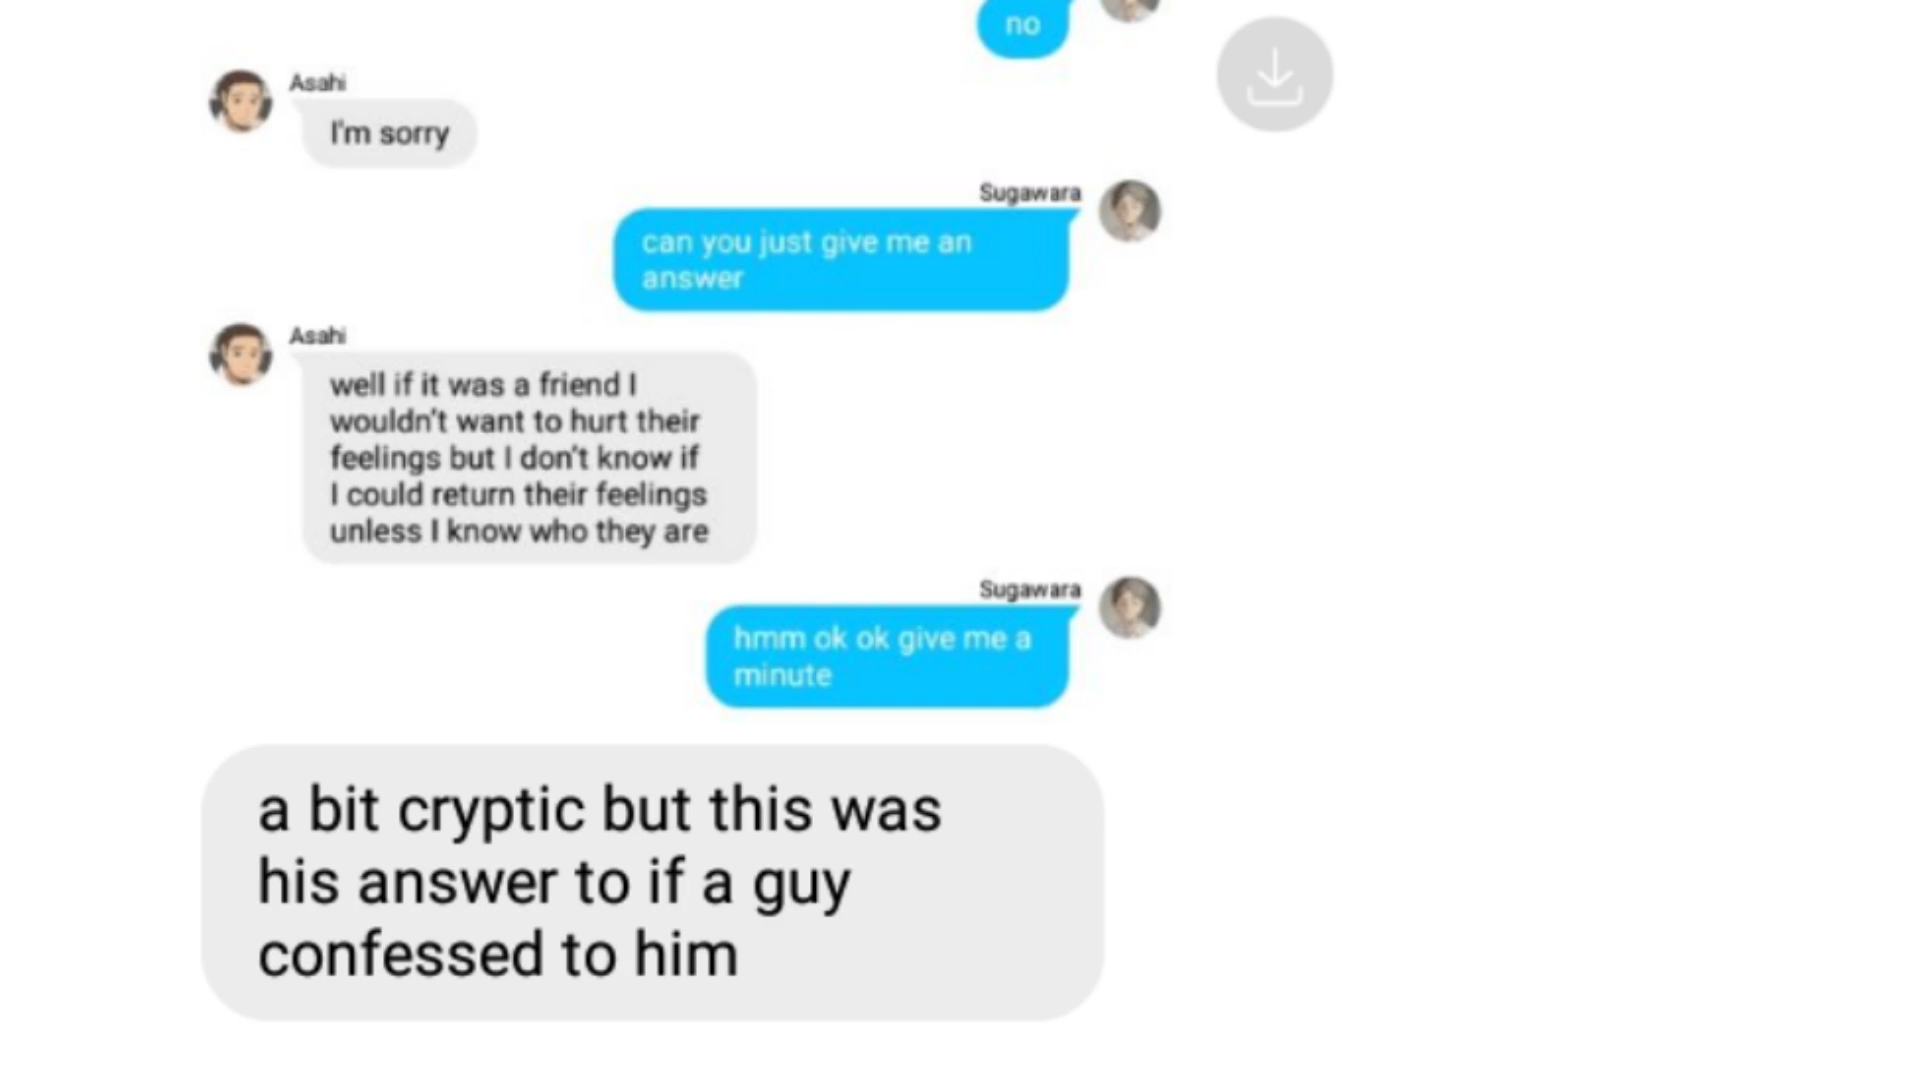 no
Asahi
I'm sorry
Sugawara
can you just give me an
answer
Asahi
well if it was a friend I
wouldn't want to hurt their
feelings but I don't know if
I could return their feelings
unless I know who they are
Sugawara
hmm ok ok give me a
minute
a bit cryptic but this was
his answer to if a guy
confessed to him